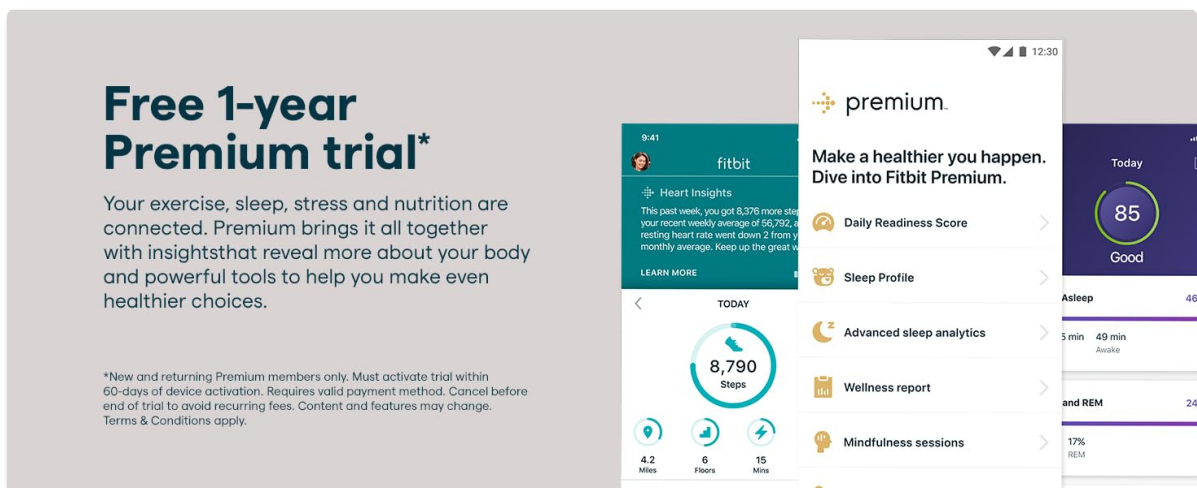 Free 1-year
Premium trial*
Your exercise, sleep, stress and nutrition are
connected. Premium brings it all together
with insightsthat reveal more about your body
and powerful tools to help you make even
healthier choices.
*New and returning Premium members only. Must activate trial within
60-days of device activation. Requires valid payment method. Cancel before
end of trial to avoid recurring fees. Content and features may change.
Terms & Conditions apply.
9:41
fitbit
Heart Insights
This past week, you got 8,376 more
your recent weekly average of 56,792,
resting heart rate went down 2 from
monthly average. Keep up the great
LEARN MORE
TODAY
8,790
Steps
4.2
Miles
6
Floors
15
Mins
12:30
premium
Make a healthier you happen.
Dive into Fitbit Premium.
Daily Readiness Score
Sleep Profile
Advanced sleep analytics
Wellness report
Mindfulness sessions
Today
85
Good
Asleep
46
min 49 min
Awake
and REM
24
17%
REM